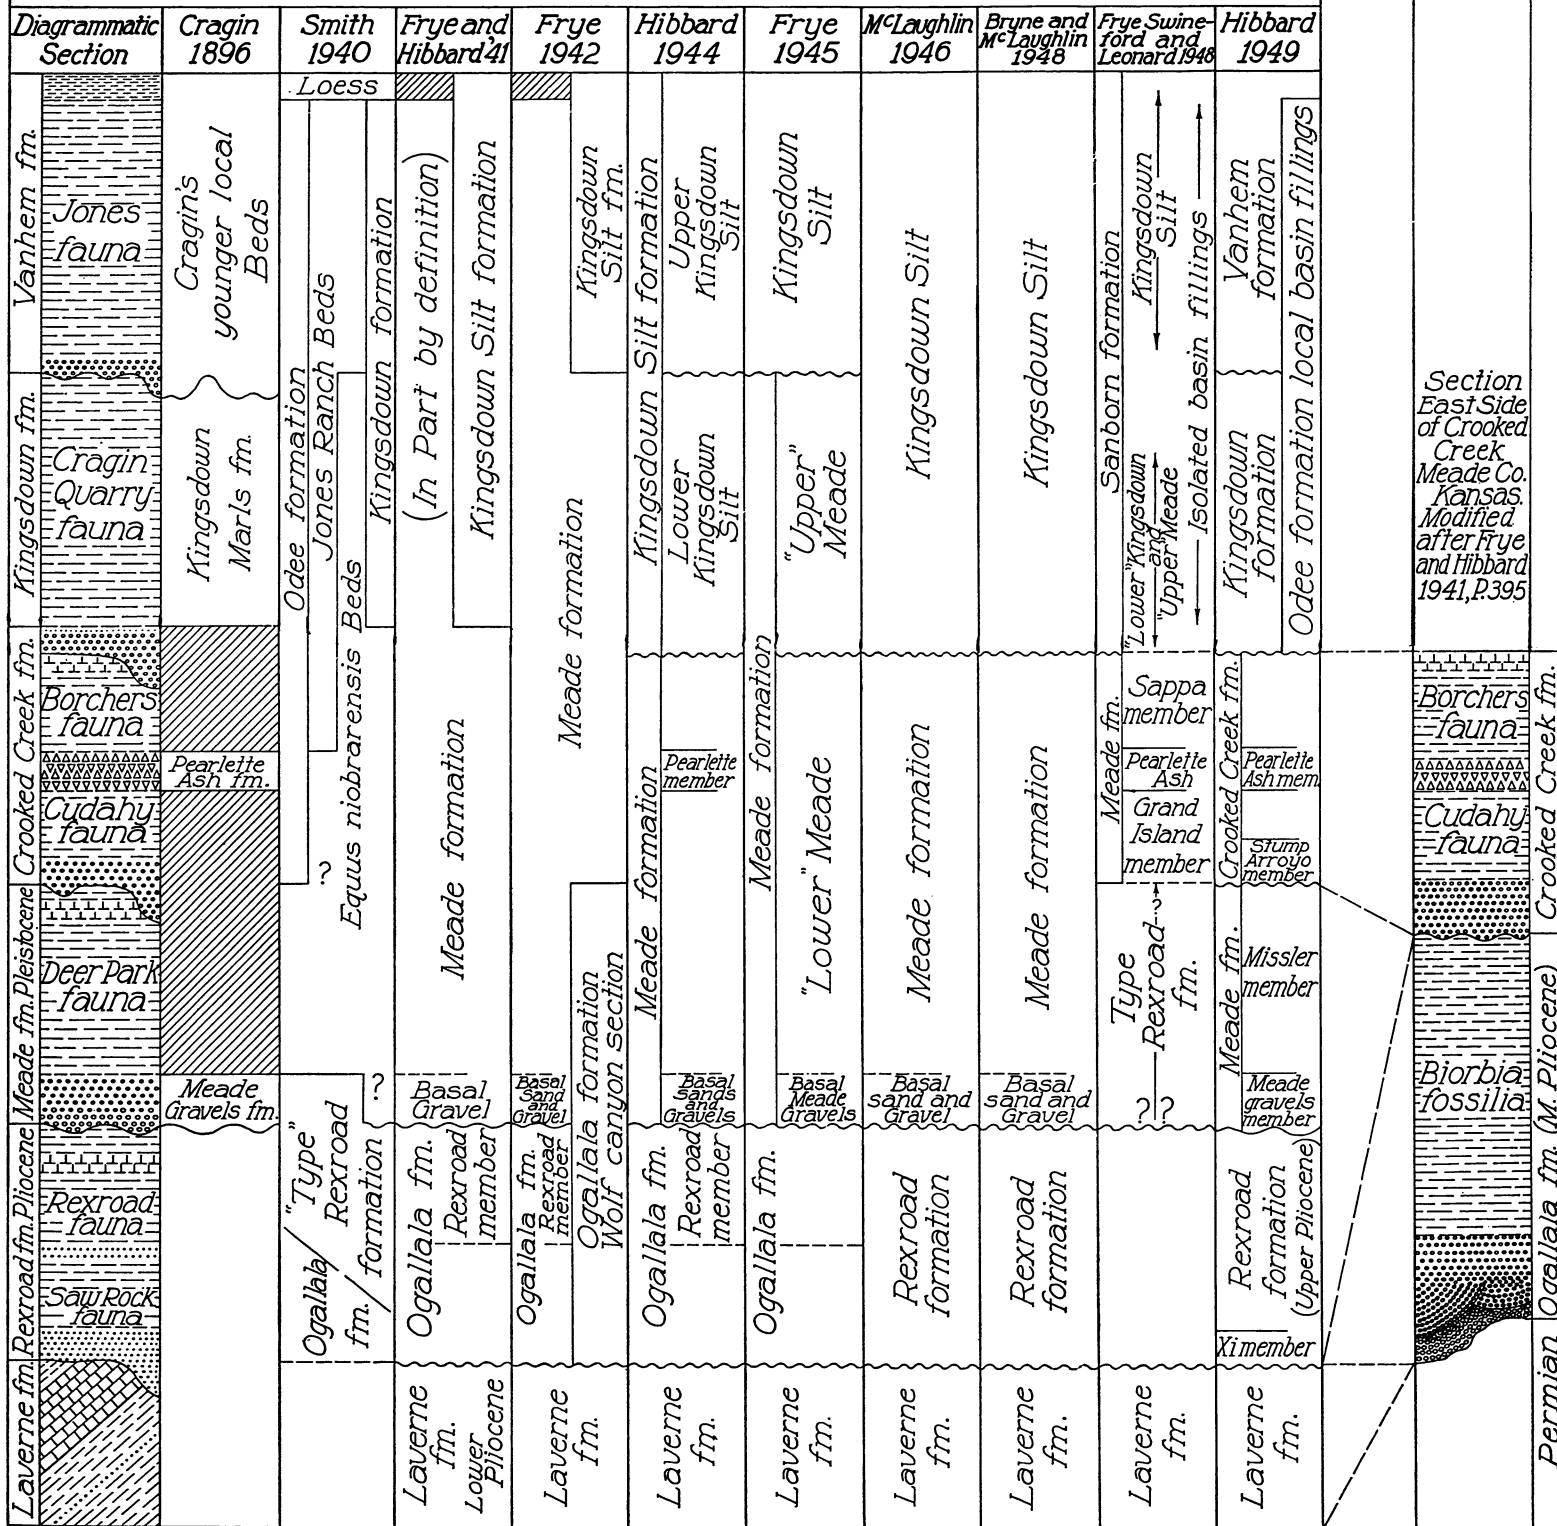 Diagrammatic
Section
Cragin
1896
Smith
1940
Frye and
Hibbard '41
Frye
1942
Hibbard
1944
Frye
1945
McLaughlin
1946
Bryne and
McLaughlin
1948
Frye Swine-
ford and
Leonard 1948
Hibbard
1949
Vanhem fm.
Kingsdown fm.
Crooked Creek fm.
Meade fm. Pleistocene
Rexroad fm. Pliocene
Laverne fm.
Jones
fauna
Cragin
Quarry
fauna
Borchers
fauna
Cudahy
fauna
Deer Park
fauna
Rexroad
fauna
Saw Rock
fauna
Cragin's
younger local
Beds
Kingsdown
Marls fm.
Pearlette
Ash fm.
Meade
Gravels fm.
Loess
Odee formation
Jones Ranch Beds
Kingsdown formation
Equus niobrarensis Beds
?
?
"Type"
Rexroad
formation
Ogallala
fm.
(In Part by definition)
Kingsdown Silt formation
Meade formation
Basal
Gravel
Ogallala fm.
Rexroad
member
Laverne
fm.
Lower
Pliocene
Kingsdown
Silt fm.
Meade formation
Basal
Sand
and
Gravel
Ogallala fm.
Rexroad
member
Ogallala formation
Wolf canyon section
Laverne
fm.
Kingsdown Silt formation
Upper
Kingsdown
Silt
Lower
Kingsdown
Silt
Meade formation
Pearlette
member
Basal
sands
and
Gravels
Ogallala fm.
Rexroad
member
Laverne
fm.
Kingsdown
Silt
"Upper"
Meade
Meade formation
"Lower" Meade
Basal
Meade
Gravels
Ogallala fm.
Laverne
fm.
Kingsdown Silt
Meade formation
Basal
sand and
Gravel
Rexroad
formation
Laverne
fm.
Kingsdown Silt
Meade formation
Basal
sand and
Gravel
Rexroad
formation
Laverne
fm.
Sanborn formation
Kingsdown
Silt
Isolated basin fillings
"Lower" Kingsdown
and
"Upper" Meade
Meade fm.
Sappa
member
Pearlette
Ash
Grand
Island
member
?
Type
Rexroad
fm.
? ?
Laverne
fm.
Vanhem
formation
Odee formation local basin fillings
Kingsdown
formation
Crooked Creek fm.
Pearlette
Ash mem.
Stump
Arroyo
member
Meade fm.
Missler
member
Meade
gravels
member
Rexroad
formation
(Upper Pliocene)
Xi member
Laverne
fm.
Section
East Side
of Crooked
Creek
Meade Co.
Kansas.
Modified
after Frye
and Hibbard
1941, P.395
Borchers
fauna
Cudahy
fauna
Biorbia
fossilia
Crooked Creek fm.
Ogallala fm. (M. Pliocene)
Permian